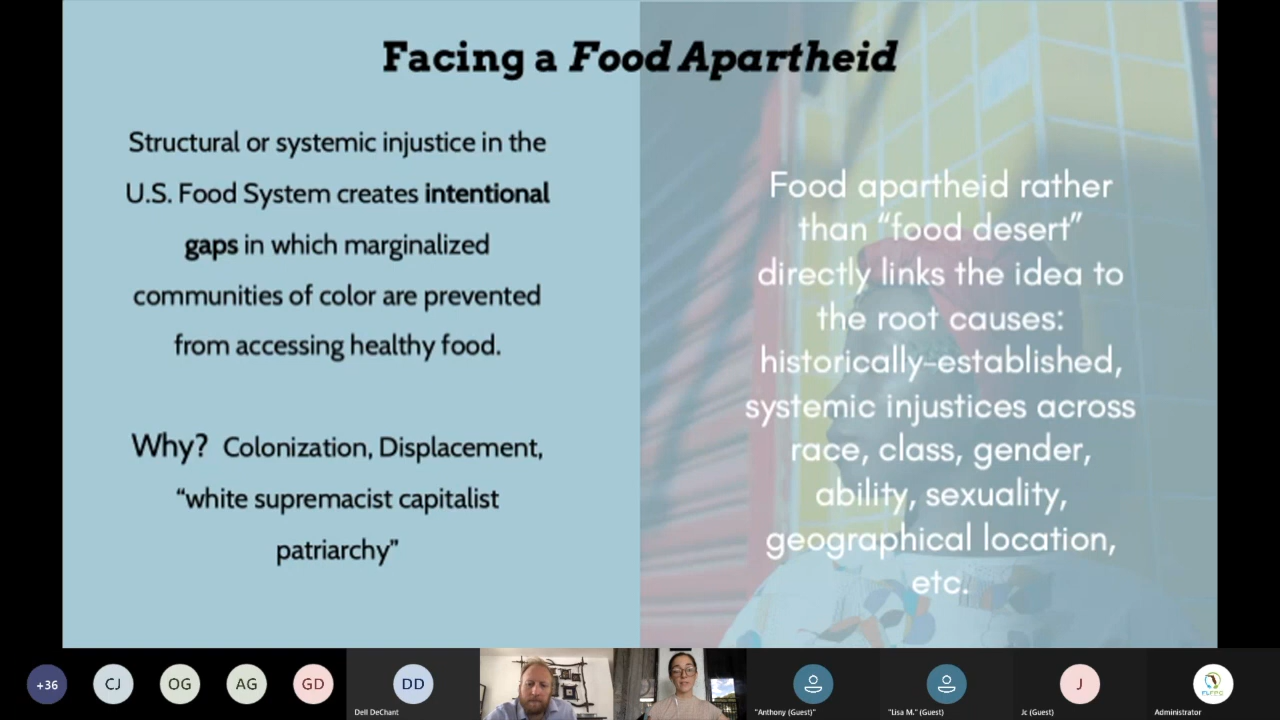 Facing a Food Apartheid
Structural or systemic injustice in the
U.S. Food System creates intentional
gaps in which marginalized
communities of color are prevented
from accessing healthy food.
Why? Colonization, Displacement,
“white supremacist capitalist
patriarchy”
Food apartheid rather
than “food desert”
directly links the idea to
the root causes:
historically-established,
systemic injustices across
race, class, gender,
ability, sexuality,
geographical location,
etc.
+36
CJ
OG
AG
GD
DD
Dell DeChant
"Anthony (Guest)"
"Lisa M." (Guest)
J
Jc (Guest)
Administrator